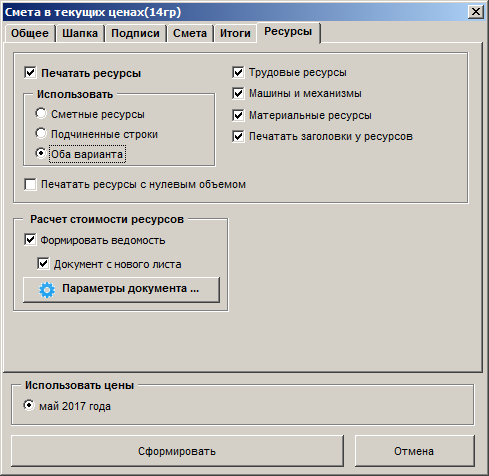 Смета в текущих ценах(14гр)
Общее Шапка Подписи Смета Итоги Ресурсы
Печатать ресурсы
Использовать
Сметные ресурсы
Подчиненные строки
Оба варианта
Трудовые ресурсы
Машины и механизмы
Материальные ресурсы
Печатать заголовки у ресурсов
Печатать ресурсы с нулевым объемом
Расчет стоимости ресурсов
Формировать ведомость
Документ с нового листа
Параметры документа ...
Использовать цены
май 2017 года
Сформировать Отмена